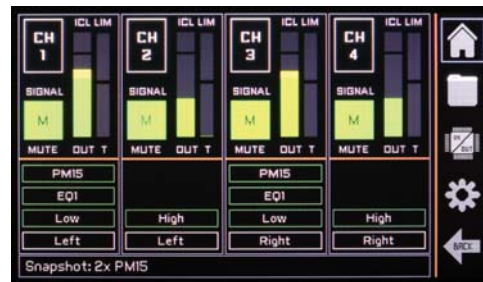 CH 1 ICL LIM
SIGNAL
M
MUTE OUT T
PM15
EQ1
Low
Left
CH 2 ICL LIM
SIGNAL
M
MUTE OUT T
High
Left
CH 3 ICL LIM
SIGNAL
M
MUTE OUT T
PM15
EQ1
Low
Right
CH 4 ICL LIM
SIGNAL
M
MUTE OUT T
High
Right
Snapshot: 2x PM15
IN
OUT
BACK